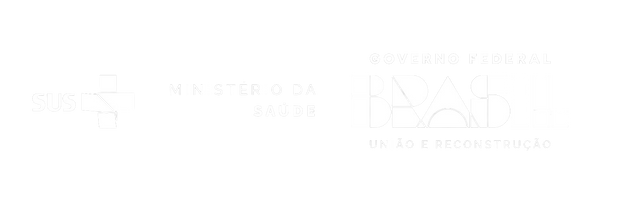 SUS
MINISTÉRIO DA
SAÚDE
GOVERNO FEDERAL
BRASIL
UNIÃO E RECONSTRUÇÃO